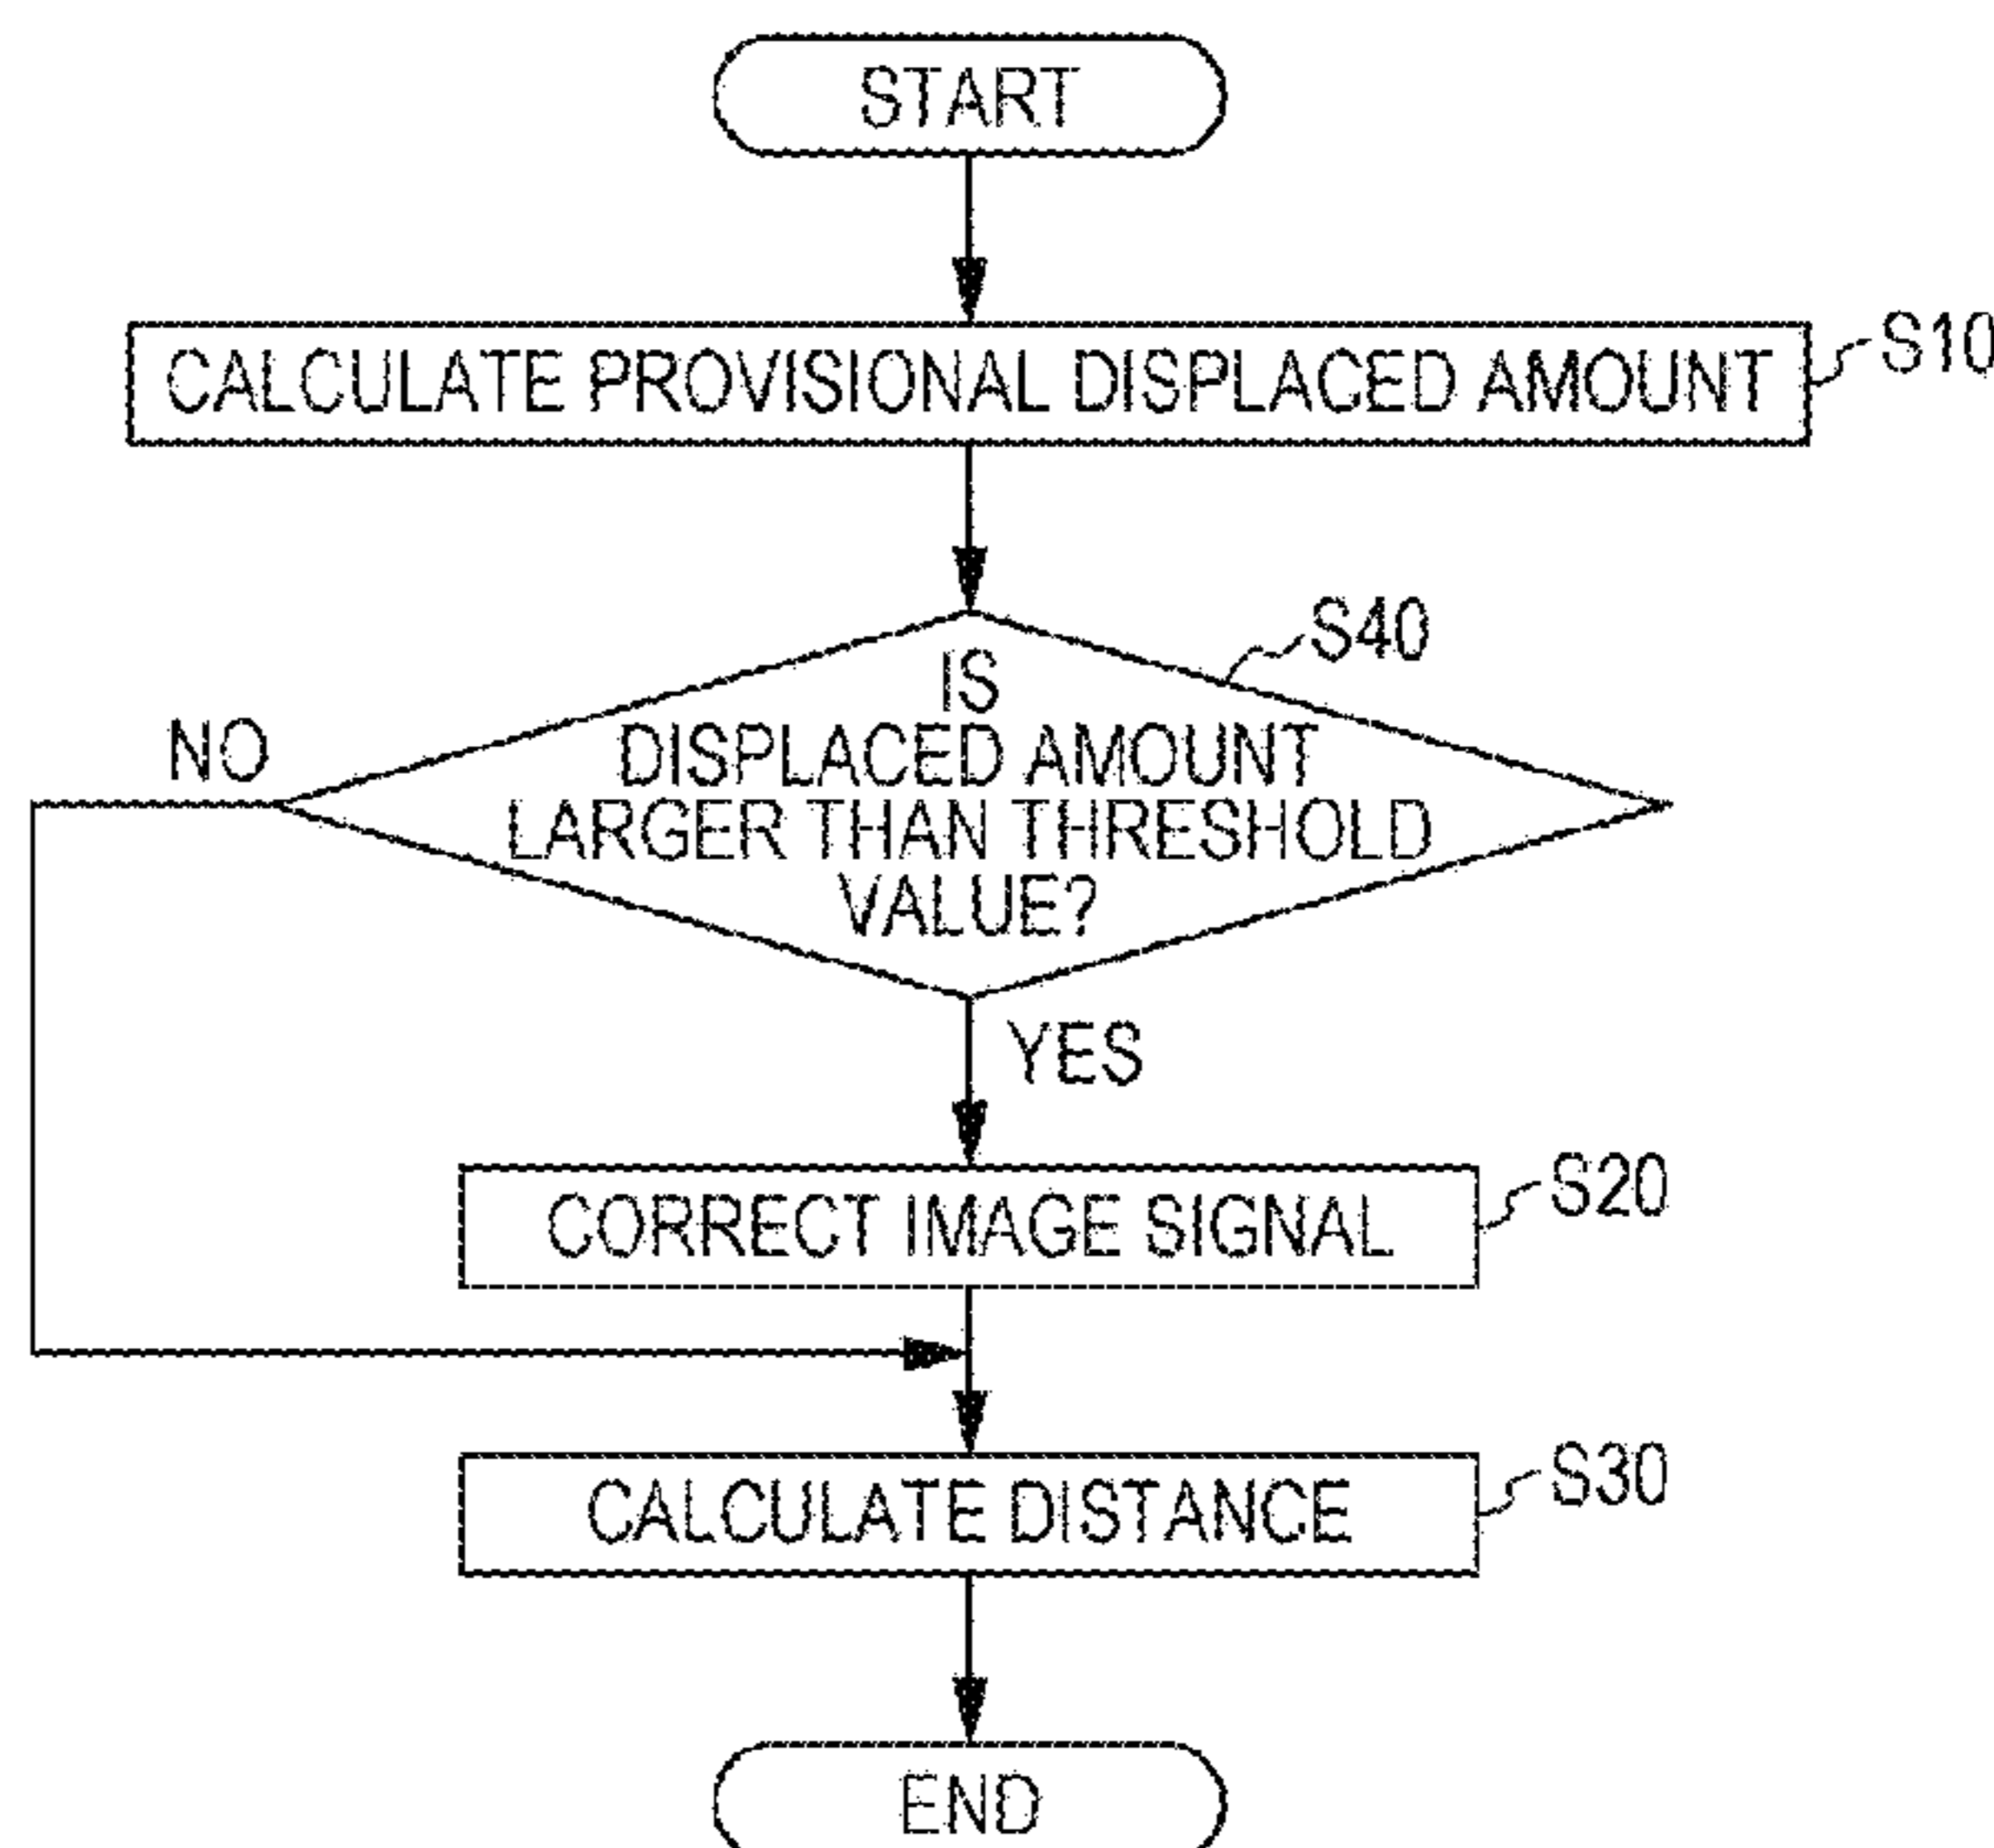 START
CALCULATE PROVISIONAL DISPLACED AMOUNT
S10
S40
IS
DISPLACED AMOUNT
LARGER THAN THRESHOLD
VALUE?
NO
YES
CORRECT IMAGE SIGNAL
S20
CALCULATE DISTANCE
S30
END